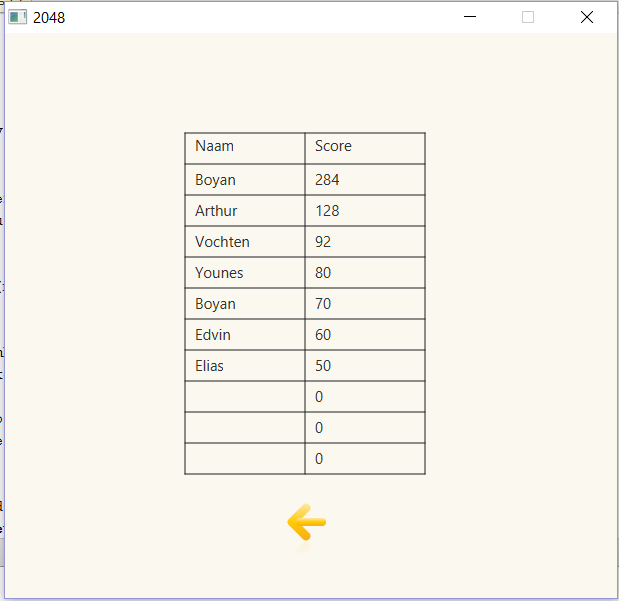 2048
Naam Score
Boyan 284
Arthur 128
Vochten 92
Younes 80
Boyan 70
Edvin 60
Elias 50
0
0
0